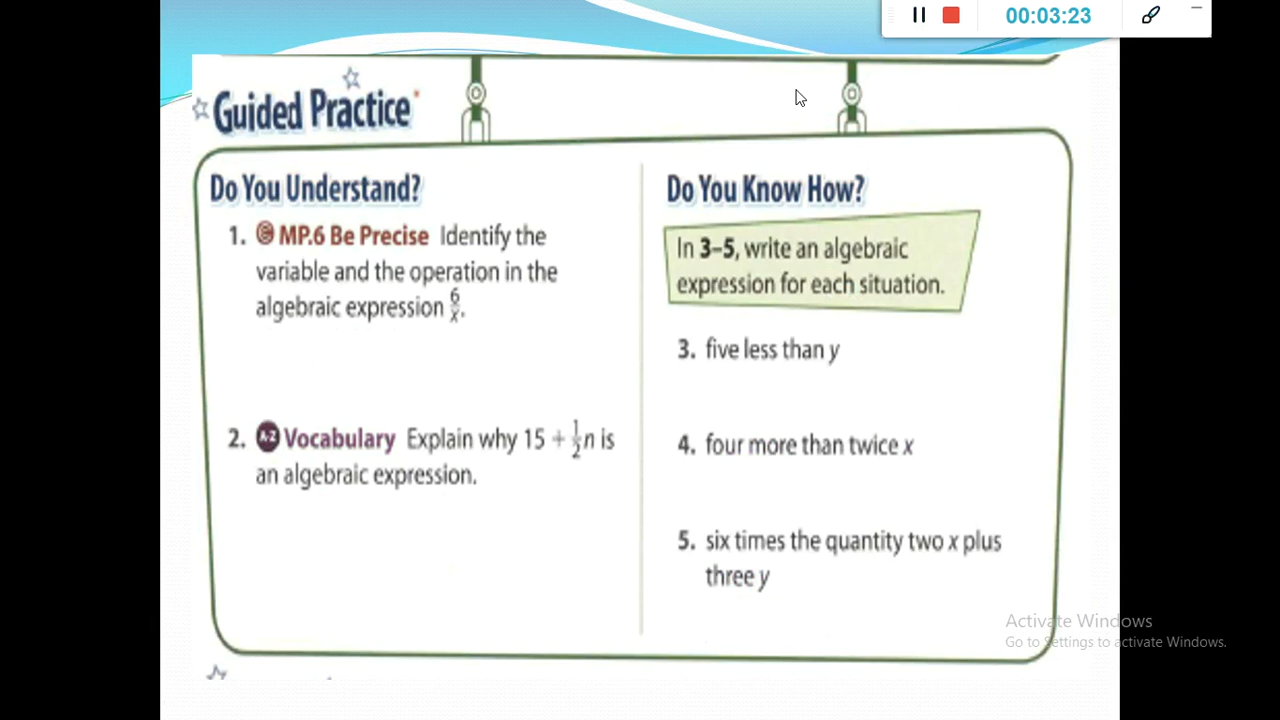 00:03:23
Guided Practice
Do You Understand?
1. MP.6 Be Precise Identify the
variable and the operation in the
algebraic expression 6/x.
2. A-Z Vocabulary Explain why 15 + 1/2 n is
an algebraic expression.
Do You Know How?
In 3–5, write an algebraic
expression for each situation.
3. five less than y
4. four more than twice x
5. six times the quantity two x plus
three y
Activate Windows
Go to Settings to activate Windows.